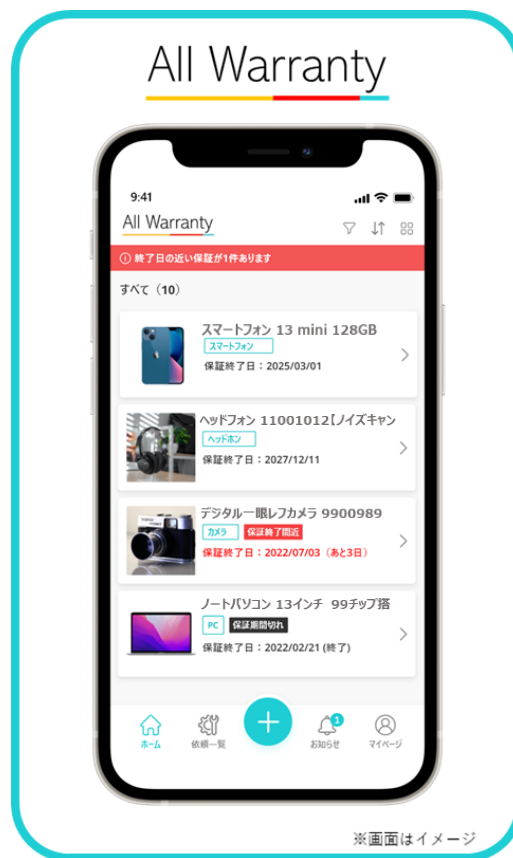 All Warranty
9:41
All Warranty
終了日の近い保証が1件あります
すべて（10）
スマートフォン 13 mini 128GB
スマートフォン
保証終了日：2025/03/01
ヘッドフォン 11001012【ノイズキャン
ヘッドホン
保証終了日：2027/12/11
デジタル一眼レフカメラ 9900989
カメラ 保証終了間近
保証終了日：2022/07/03（あと3日）
ノートパソコン 13インチ 99チップ搭
PC 保証期間切れ
保証終了日：2022/02/21 (終了)
1
ホーム 依頼一覧 お知らせ マイページ
※画面はイメージ